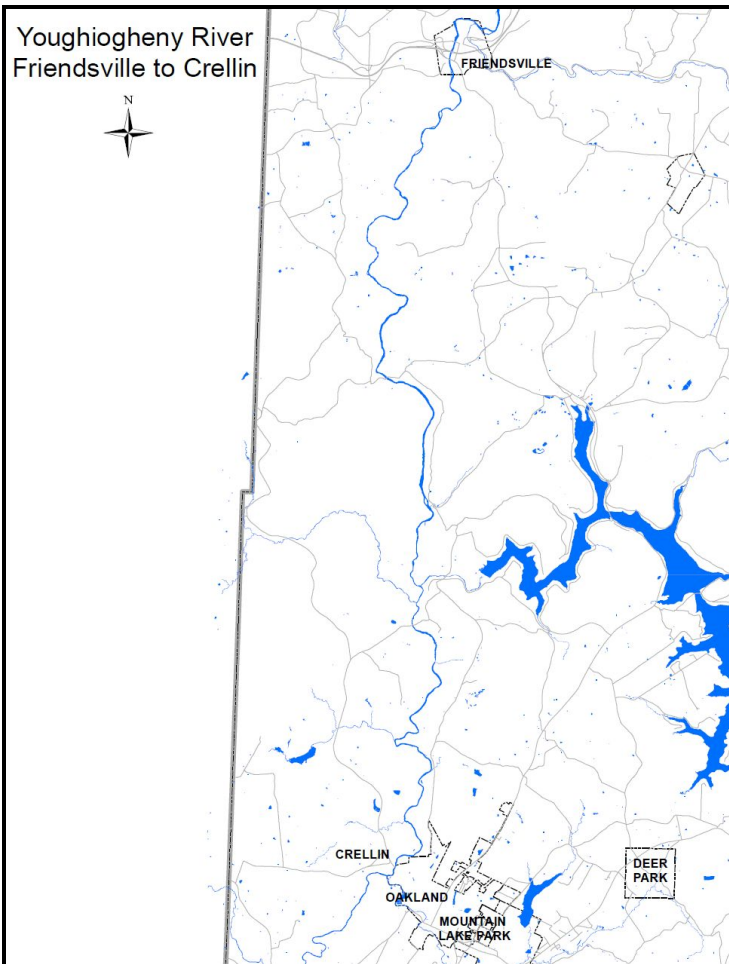 Youghiogheny River
Friendsville to Crellin
N
FRIENDSVILLE
CRELLIN
DEER
PARK
OAKLAND
MOUNTAIN
LAKE PARK